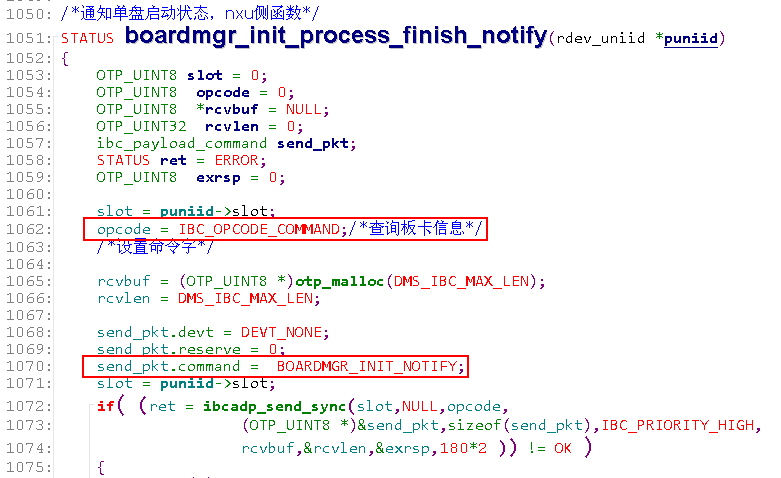 1050: /*通知单盘启动状态，nxu侧函数*/
1051: STATUS boardmgr_init_process_finish_notify(rdev_uniid *puniid)
1052: {
1053: OTP_UINT8 slot = 0;
1054: OTP_UINT8 opcode = 0;
1055: OTP_UINT8 *rcvbuf = NULL;
1056: OTP_UINT32 rcvlen = 0;
1057: ibc_payload_command send_pkt;
1058: STATUS ret = ERROR;
1059: OTP_UINT8 exrsp = 0;
1060:
1061: slot = puniid->slot;
1062: opcode = IBC_OPCODE_COMMAND;/*查询板卡信息*/
1063: /*设置命令字*/
1064:
1065: rcvbuf = (OTP_UINT8 *)otp_malloc(DMS_IBC_MAX_LEN);
1066: rcvlen = DMS_IBC_MAX_LEN;
1067:
1068: send_pkt.devt = DEVT_NONE;
1069: send_pkt.reserve = 0;
1070: send_pkt.command = BOARDMGR_INIT_NOTIFY;
1071: slot = puniid->slot;
1072: if( (ret = ibcadp_send_sync(slot,NULL,opcode,
1073: (OTP_UINT8 *)&send_pkt,sizeof(send_pkt),IBC_PRIORITY_HIGH,
1074: rcvbuf,&rcvlen,&exrsp,180*2 )) != OK )
1075: {